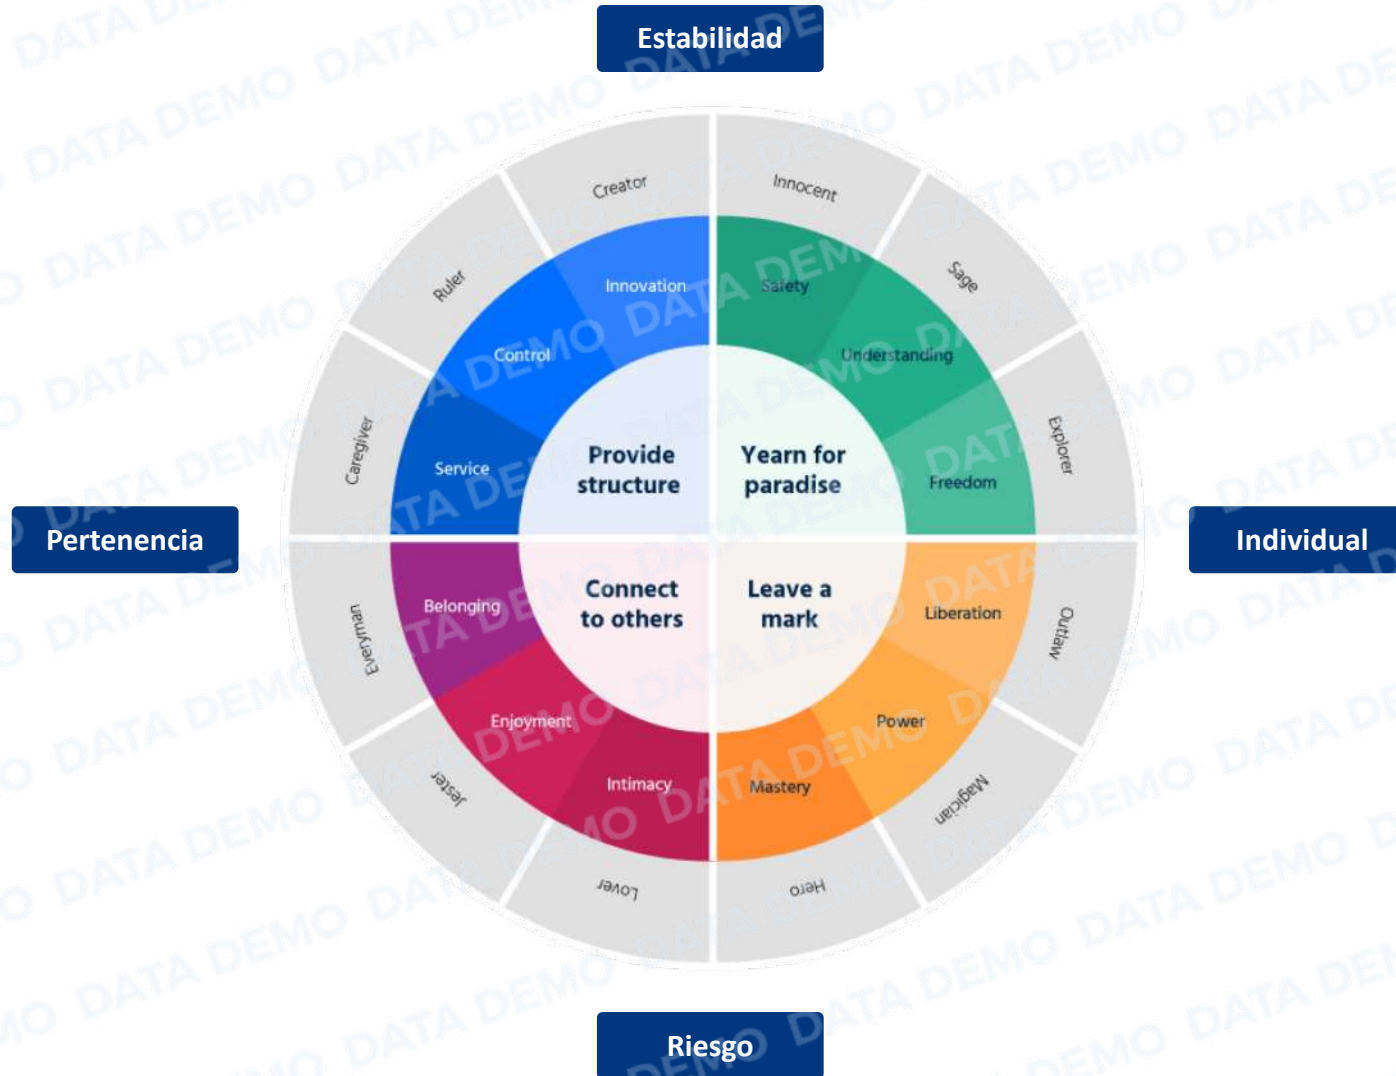 Estabilidad
Creator
Innocent
Ruler
Sage
Innovation
Safety
Control
Understanding
Caregiver
Explorer
Service
Provide
structure
Yearn for
paradise
Freedom
Pertenencia
Individual
Everyman
Belonging
Connect
to others
Leave a
mark
Liberation
Outlaw
Enjoyment
Power
Jester
Intimacy
Mastery
Magician
Lover
Hero
Riesgo
DATA DEMO